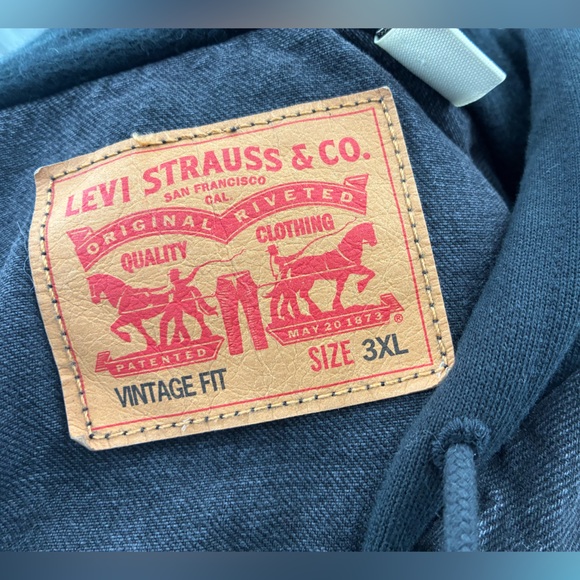 LEVI STRAUSS & CO.
SAN FRANCISCO
CAL.
ORIGINAL RIVETED
QUALITY CLOTHING
PATENTED MAY 20 1873 ®
VINTAGE FIT SIZE 3XL